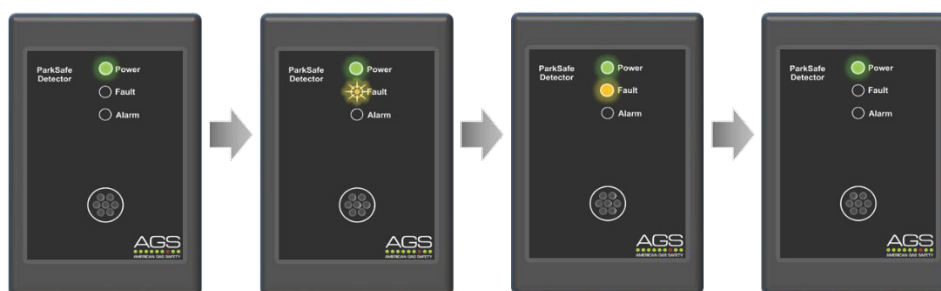 ParkSafe
Detector
Power
Fault
Alarm
AGS
AMERICAN GAS SAFETY
ParkSafe
Detector
Power
Fault
Alarm
AGS
AMERICAN GAS SAFETY
ParkSafe
Detector
Power
Fault
Alarm
AGS
AMERICAN GAS SAFETY
ParkSafe
Detector
Power
Fault
Alarm
AGS
AMERICAN GAS SAFETY